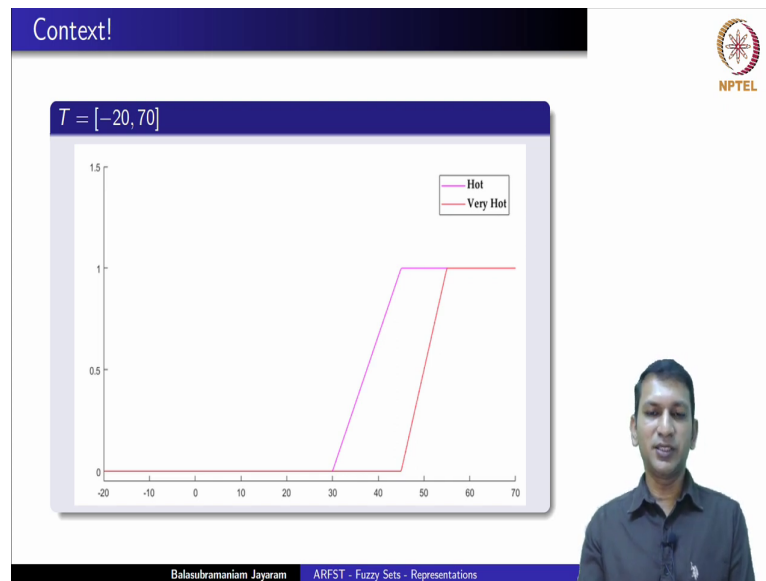 Context!
NPTEL
T = [−20, 70]
1.5
Hot
Very Hot
1
0.5
0
-20 -10 0 10 20 30 40 50 60 70
Balasubramaniam Jayaram ARFST - Fuzzy Sets - Representations